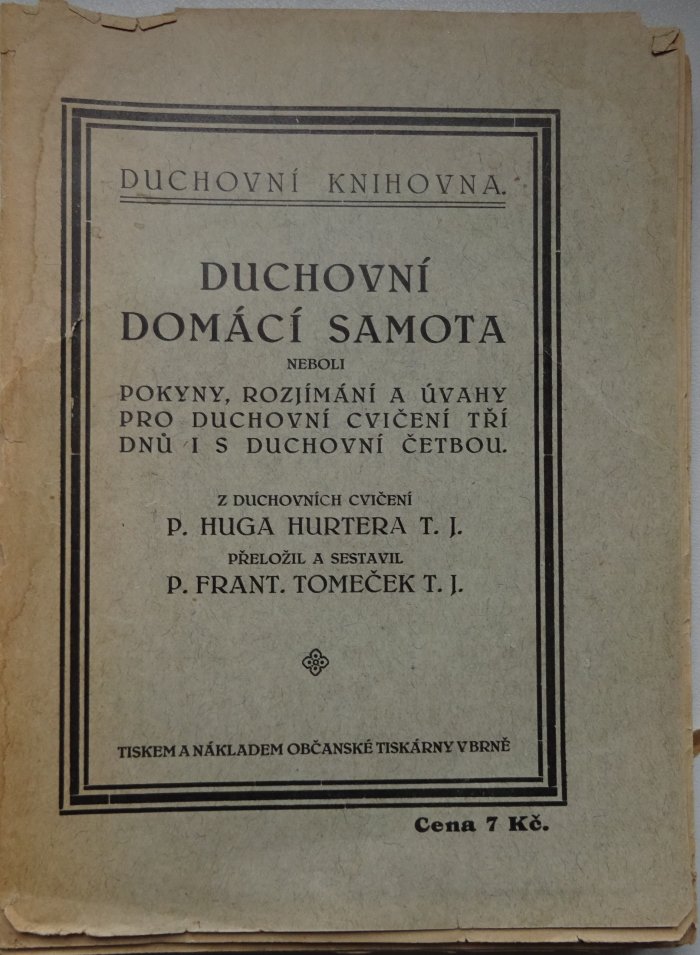 DUCHOVNÍ KNIHOVNA.
DUCHOVNÍ
DOMÁCÍ SAMOTA
NEBOLI
POKYNY, ROZJÍMÁNÍ A ÚVAHY
PRO DUCHOVNÍ CVIČENÍ TŘÍ
DNŮ I S DUCHOVNÍ ČETBOU.
Z DUCHOVNÍCH CVIČENÍ
P. HUGA HURTERA T. J.
PŘELOŽIL A SESTAVIL
P. FRANT. TOMEČEK T. J.
TISKEM A NÁKLADEM OBČANSKÉ TISKÁRNY V BRNĚ
Cena 7 Kč.